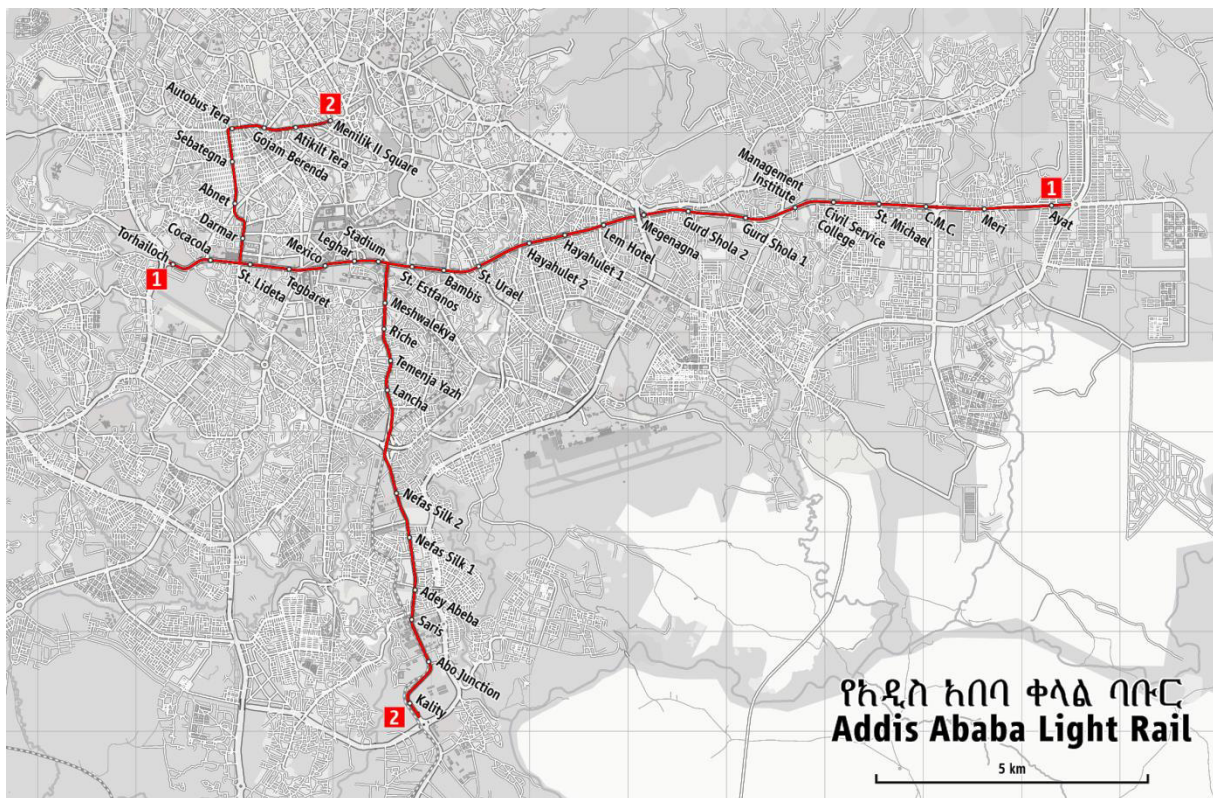 2
Autobus Tera
Menilik II Square
Atikilt Tera
Gojam Berenda
Sebategna
Abnet
Darmar
Cocacola
Torhailoch
1
St. Lideta
Tegbaret
Mexico
Leghar
Stadium
St. Estfanos
Bambis
St. Urael
Hayahulet 2
Hayahulet 1
Lem Hotel
Megenagna
Gurd Shola 2
Gurd Shola 1
Management
Institute
Civil Service
College
St. Michael
C.M.C
Meri
Ayat
1
Meshwalekya
Riche
Temenja Yazh
Lancha
Nefas Silk 2
Nefas Silk 1
Adey Abeba
Saris
Abo Junction
Kality
2
የአዲስ አበባ ቀላል ባቡር
Addis Ababa Light Rail
5 km